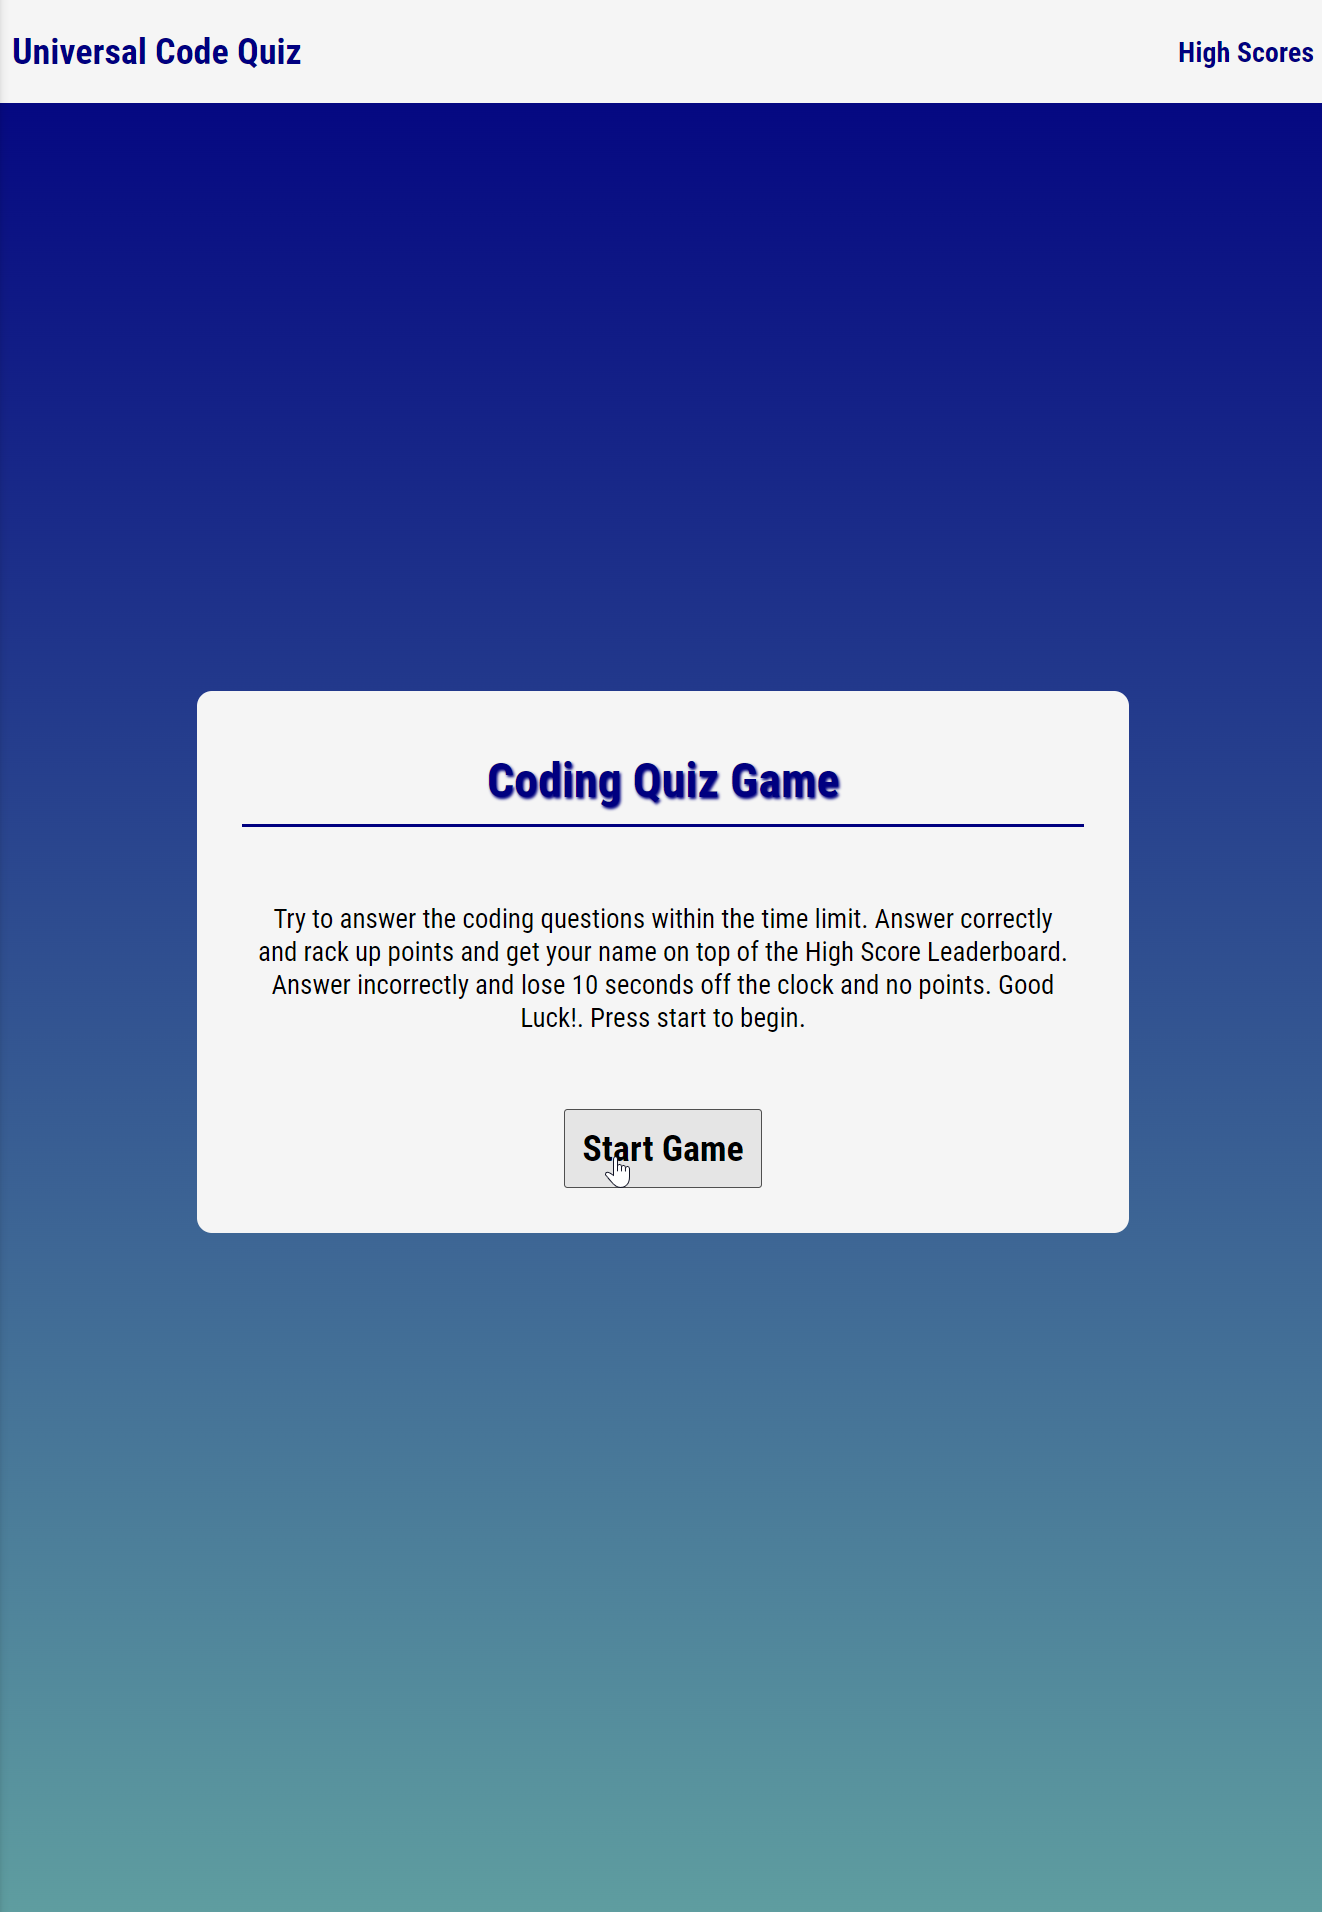 Universal Code Quiz
High Scores
Coding Quiz Game
Try to answer the coding questions within the time limit. Answer correctly
and rack up points and get your name on top of the High Score Leaderboard.
Answer incorrectly and lose 10 seconds off the clock and no points. Good
Luck!. Press start to begin.
Start Game